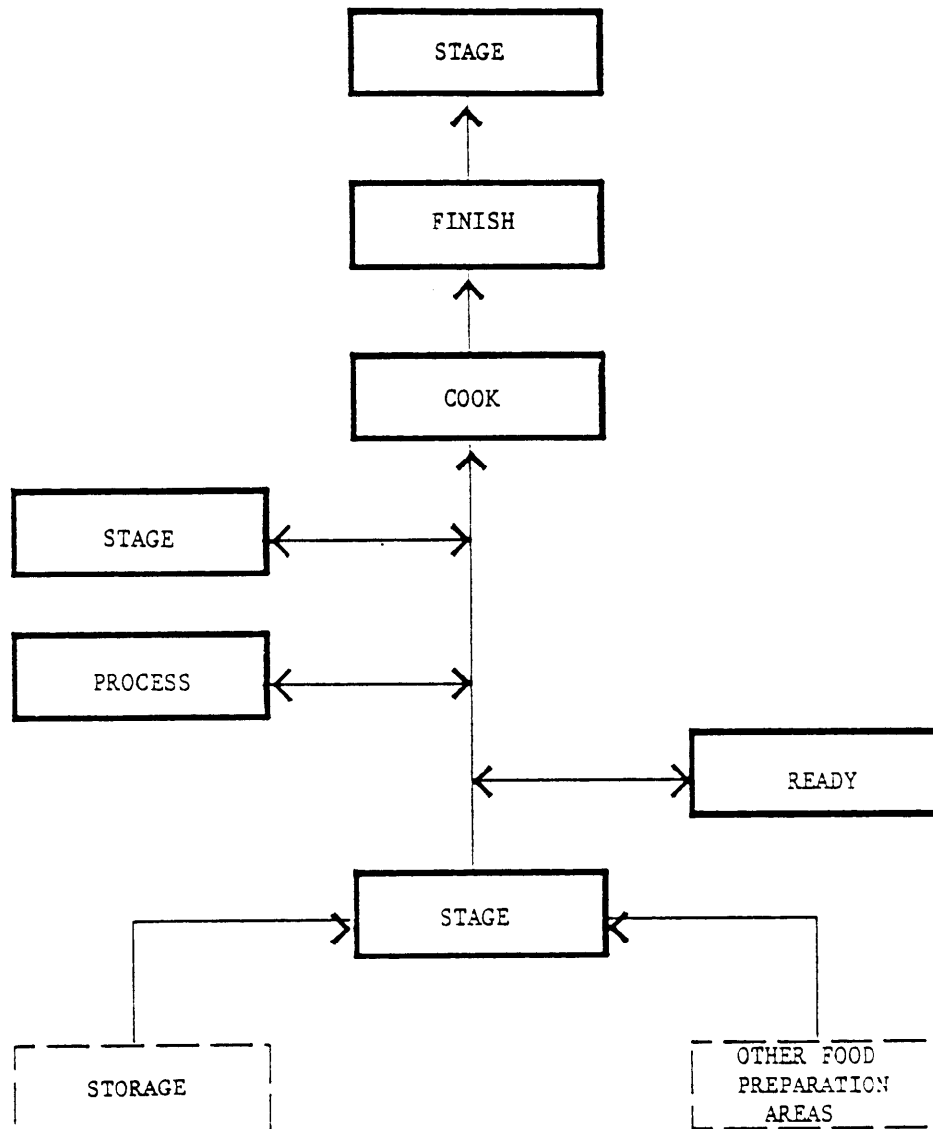 STAGE
FINISH
COOK
STAGE
PROCESS
READY
STAGE
STORAGE
OTHER FOOD
PREPARATION
AREAS